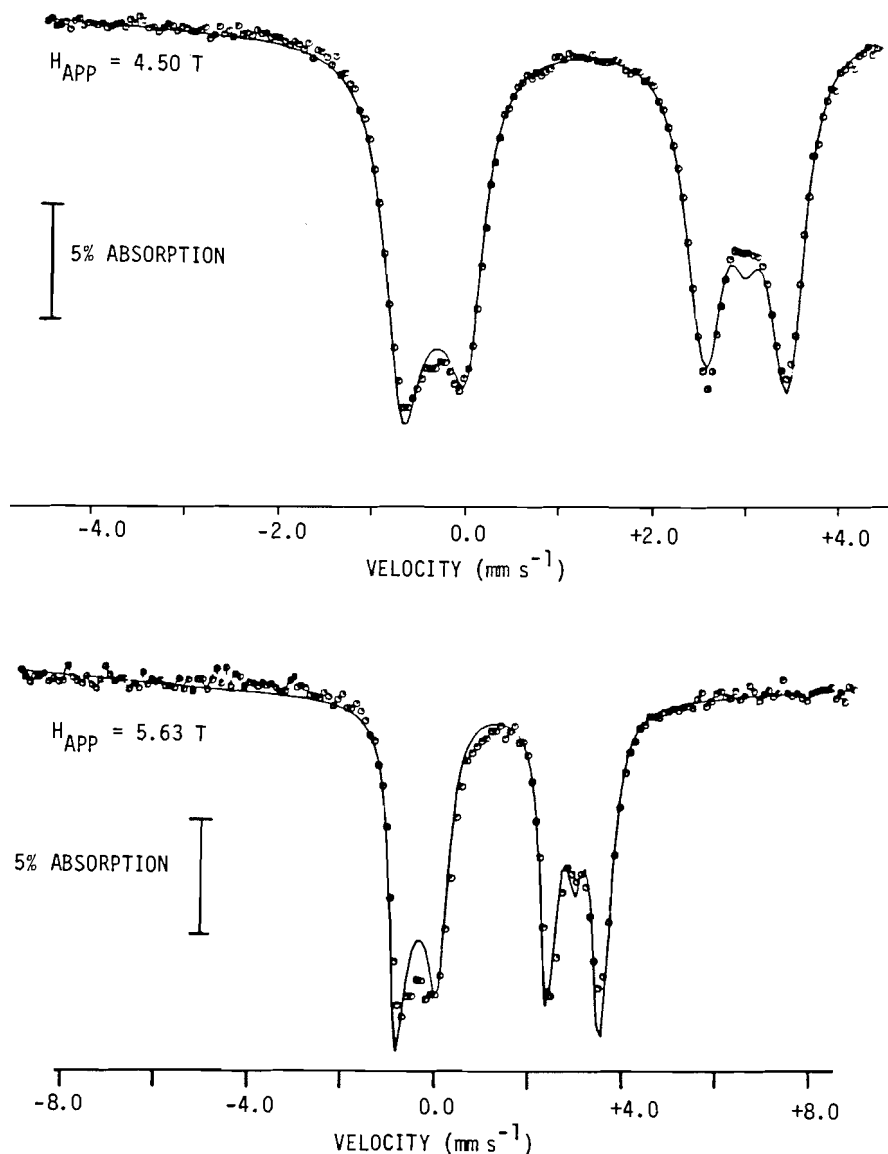 H_APP = 4.50 T
5% ABSORPTION
-4.0 -2.0 0.0 +2.0 +4.0
VELOCITY (mm s⁻¹)
H_APP = 5.63 T
5% ABSORPTION
-8.0 -4.0 0.0 +4.0 +8.0
VELOCITY (mm s⁻¹)